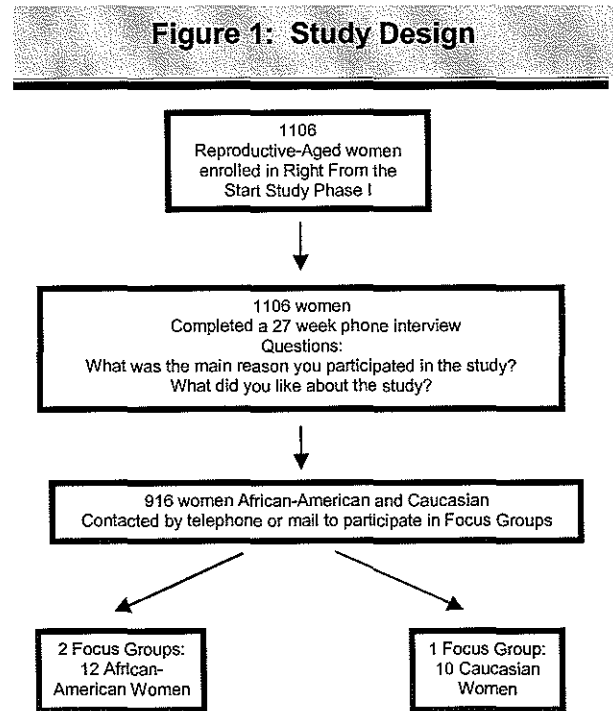 Figure 1: Study Design
1106
Reproductive-Aged women
enrolled in Right From the
Start Study Phase I
1106 women
Completed a 27 week phone interview
Questions:
What was the main reason you participated in the study?
What did you like about the study?
916 women African-American and Caucasian
Contacted by telephone or mail to participate in Focus Groups
2 Focus Groups:
12 African-
American Women
1 Focus Group:
10 Caucasian
Women